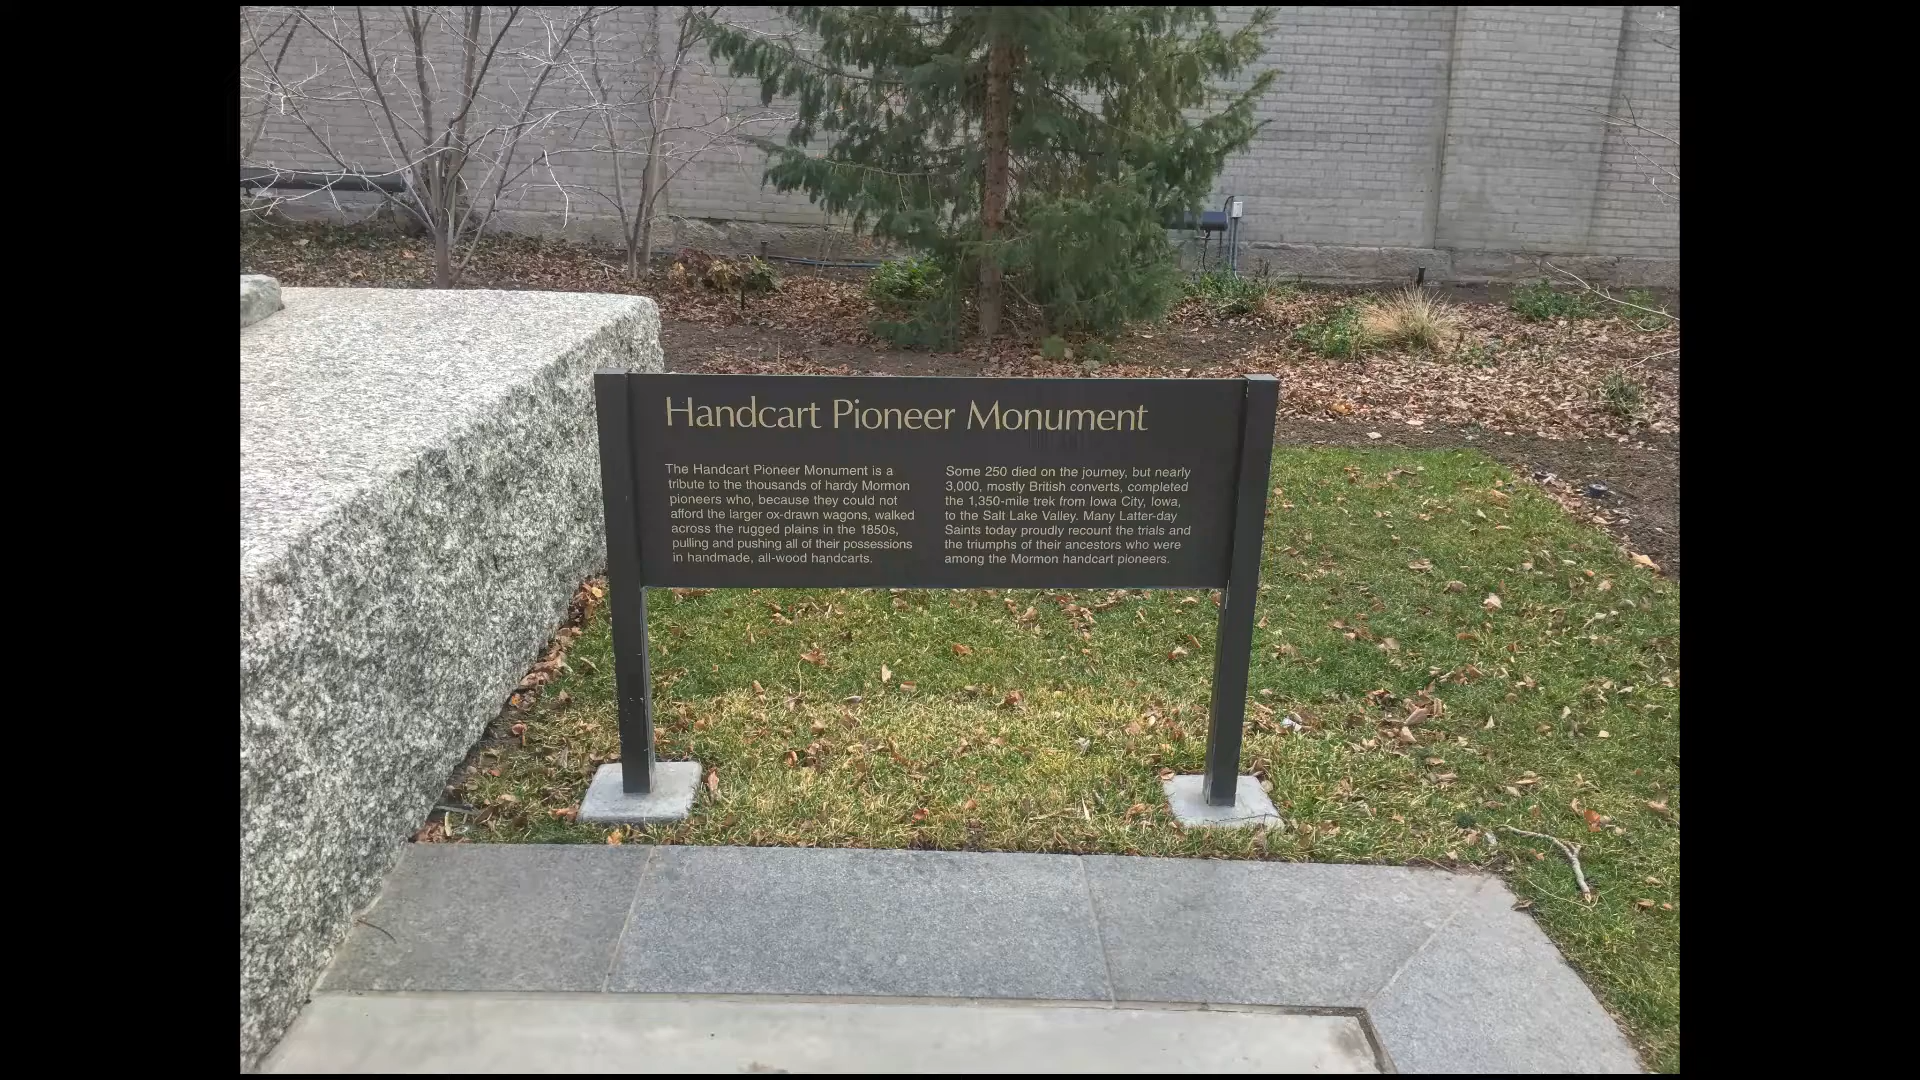 Handcart Pioneer Monument
The Handcart Pioneer Monument is a
tribute to the thousands of hardy Mormon
pioneers who, because they could not
afford the larger ox-drawn wagons, walked
across the rugged plains in the 1850s,
pulling and pushing all of their possessions
in handmade, all-wood handcarts.
Some 250 died on the journey, but nearly
3,000, mostly British converts, completed
the 1,350-mile trek from Iowa City, Iowa,
to the Salt Lake Valley. Many Latter-day
Saints today proudly recount the trials and
the triumphs of their ancestors who were
among the Mormon handcart pioneers.